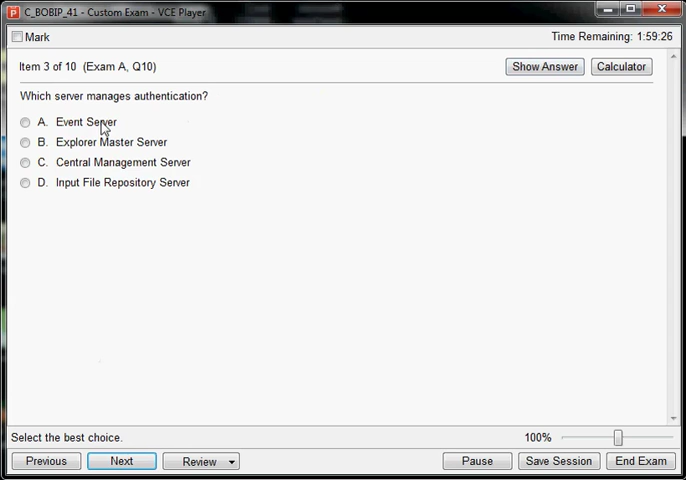 C_BOBIP_41 - Custom Exam - VCE Player
Mark
Time Remaining: 1:59:26
Item 3 of 10 (Exam A, Q10)
Show Answer
Calculator
Which server manages authentication?
A. Event Server
B. Explorer Master Server
C. Central Management Server
D. Input File Repository Server
Select the best choice.
100%
Previous
Next
Review
Pause
Save Session
End Exam